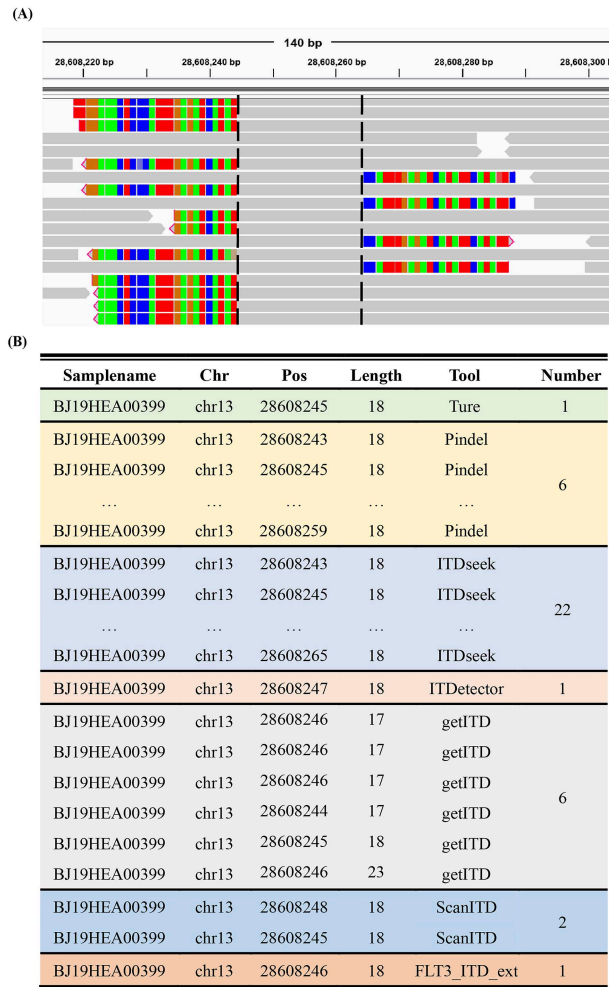 (A)
140 bp
28,608,220 bp 28,608,240 bp 28,608,260 bp 28,608,280 bp 28,608,300
(B)
Samplename Chr Pos Length Tool Number
BJ19HEA00399 chr13 28608245 18 Ture 1
BJ19HEA00399 chr13 28608243 18 Pindel
BJ19HEA00399 chr13 28608245 18 Pindel
6
... ... ... ... ...
BJ19HEA00399 chr13 28608259 18 Pindel
BJ19HEA00399 chr13 28608243 18 ITDseek
BJ19HEA00399 chr13 28608245 18 ITDseek
22
... ... ... ... ...
BJ19HEA00399 chr13 28608265 18 ITDseek
BJ19HEA00399 chr13 28608247 18 ITDetector 1
BJ19HEA00399 chr13 28608246 17 getITD
BJ19HEA00399 chr13 28608246 17 getITD
BJ19HEA00399 chr13 28608246 17 getITD
6
BJ19HEA00399 chr13 28608244 17 getITD
BJ19HEA00399 chr13 28608245 18 getITD
BJ19HEA00399 chr13 28608246 23 getITD
BJ19HEA00399 chr13 28608248 18 ScanITD
2
BJ19HEA00399 chr13 28608245 18 ScanITD
BJ19HEA00399 chr13 28608246 18 FLT3_ITD_ext 1